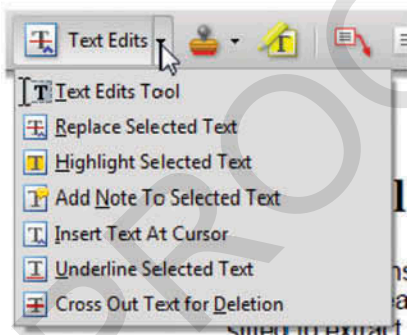 Text Edits
Text Edits Tool
Replace Selected Text
Highlight Selected Text
Add Note To Selected Text
Insert Text At Cursor
Underline Selected Text
Cross Out Text for Deletion